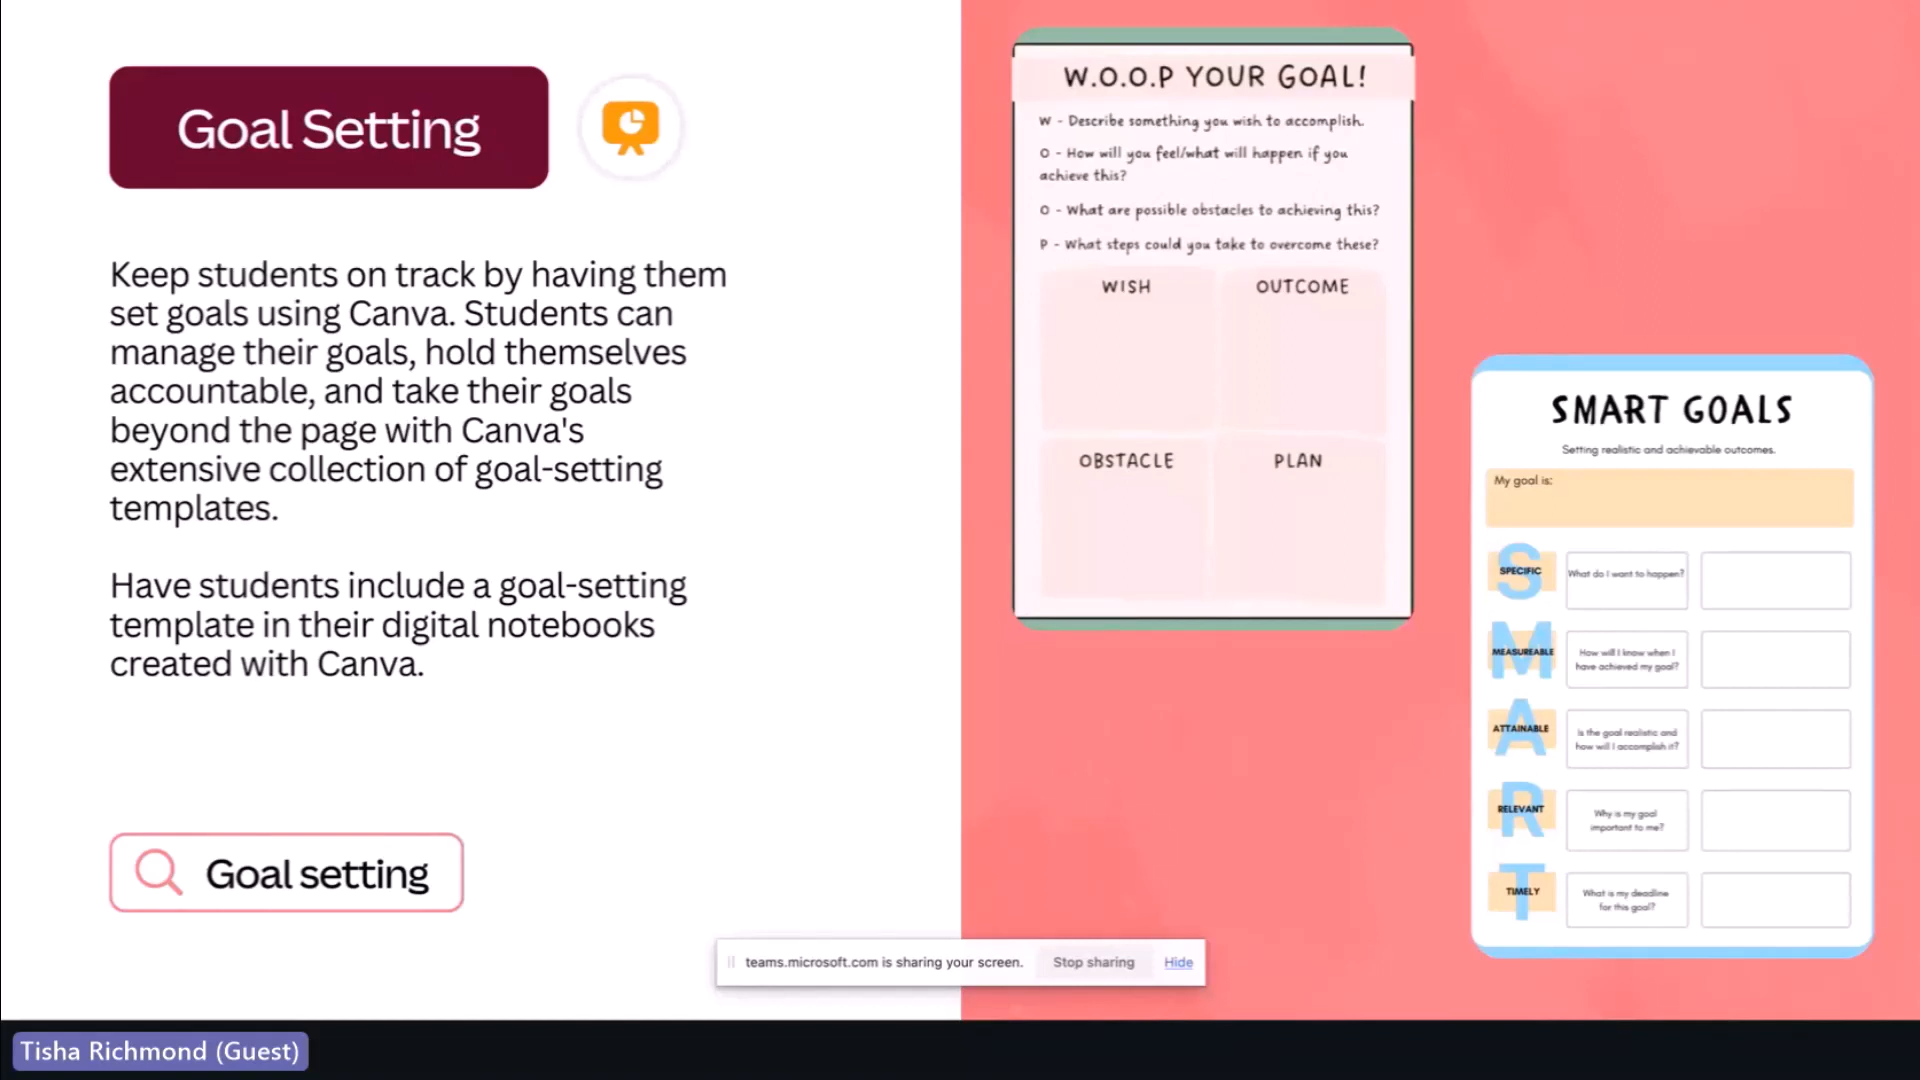 Goal Setting
Keep students on track by having them
set goals using Canva. Students can
manage their goals, hold themselves
accountable, and take their goals
beyond the page with Canva's
extensive collection of goal-setting
templates.
Have students include a goal-setting
template in their digital notebooks
created with Canva.
Goal setting
W.O.O.P YOUR GOAL!
W - Describe something you wish to accomplish.
O - How will you feel/what will happen if you
achieve this?
O - What are possible obstacles to achieving this?
P - What steps could you take to overcome these?
WISH
OUTCOME
OBSTACLE
PLAN
SMART GOALS
Setting realistic and achievable outcomes.
My goal is:
S
SPECIFIC
What do I want to happen?
M
MEASUREABLE
How will I know when I
have achieved my goal?
A
ATTAINABLE
Is the goal realistic and
how will I accomplish it?
R
RELEVANT
Why is my goal
important to me?
T
TIMELY
What is my deadline
for this goal?
teams.microsoft.com is sharing your screen.
Stop sharing
Hide
Tisha Richmond (Guest)